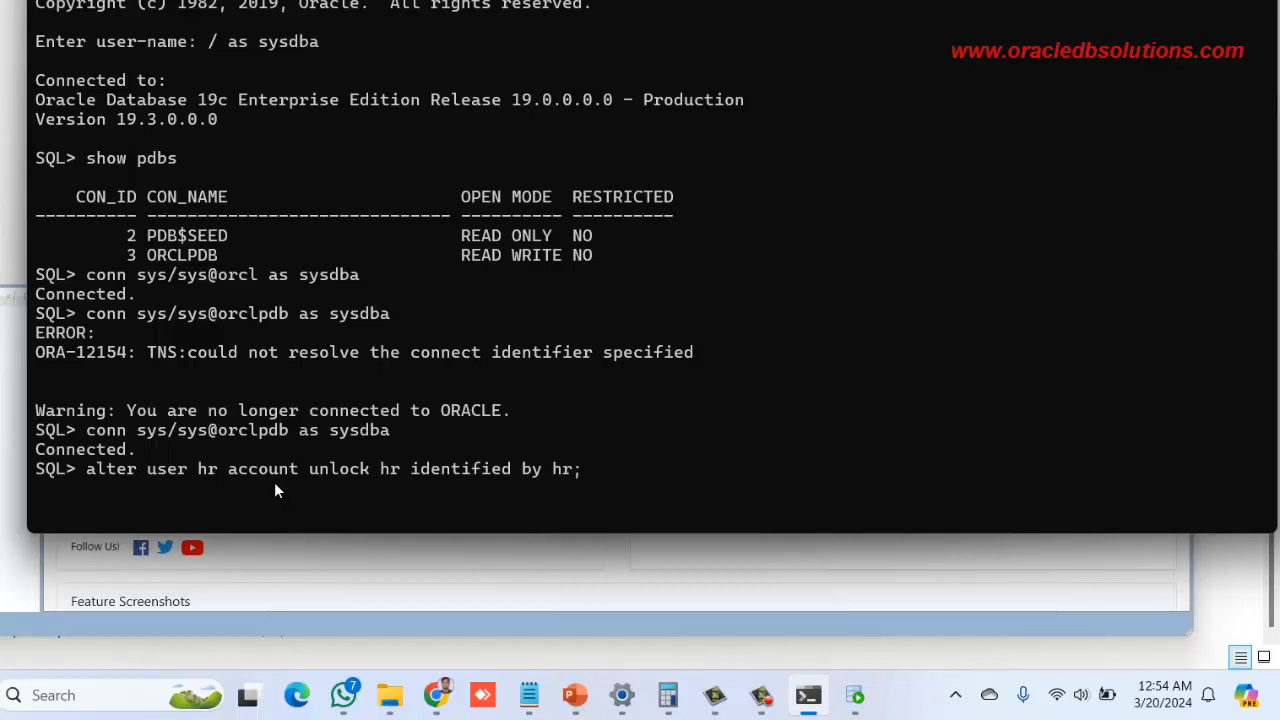 Copyright (c) 1982, 2019, Oracle.  All rights reserved.
Enter user-name: / as sysdba
www.oracledbsolutions.com
Connected to:
Oracle Database 19c Enterprise Edition Release 19.0.0.0.0 - Production
Version 19.3.0.0.0
SQL> show pdbs
CON_ID CON_NAME OPEN MODE RESTRICTED
---------- ------------------------------ ---------- ----------
2 PDB$SEED READ ONLY NO
3 ORCLPDB READ WRITE NO
SQL> conn sys/sys@orcl as sysdba
Connected.
SQL> conn sys/sys@orclpdb as sysdba
ERROR:
ORA-12154: TNS:could not resolve the connect identifier specified
Warning: You are no longer connected to ORACLE.
SQL> conn sys/sys@orclpdb as sysdba
Connected.
SQL> alter user hr account unlock hr identified by hr;
Follow Us!
Feature Screenshots
Search
7
12:54 AM
3/20/2024
PRE